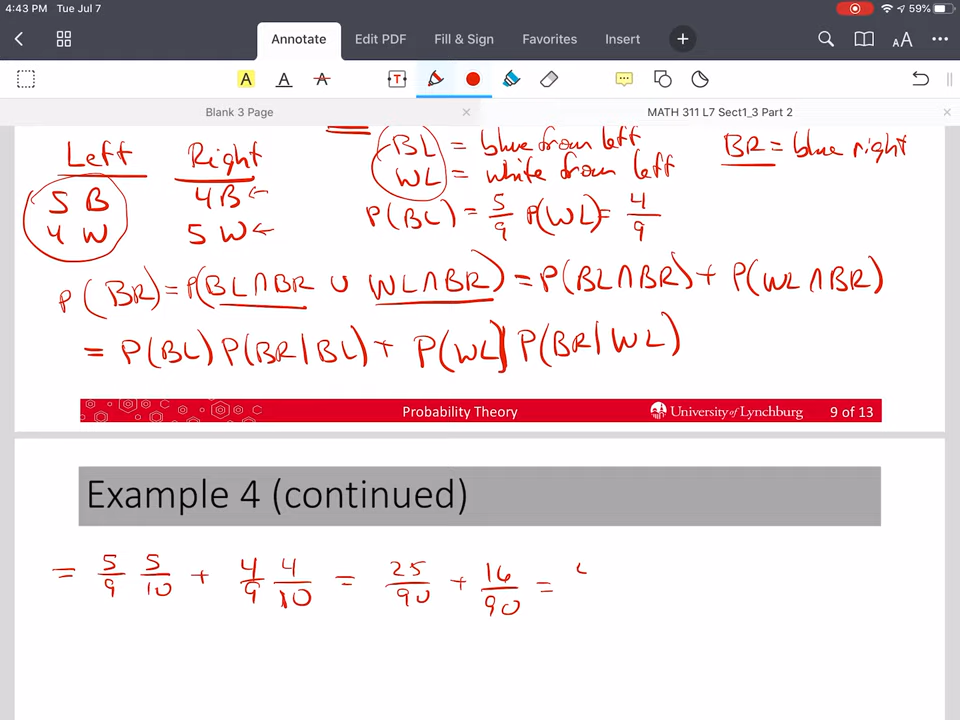 4:43 PM Tue Jul 7 59%
Annotate Edit PDF Fill & Sign Favorites Insert
A A A T AA
Blank 3 Page MATH 311 L7 Sect1_3 Part 2
Left Right BL = blue from left BR = blue right
5 B 4B ← WL = white from left
4 W 5 W ← P(BL) = 5/9 P(WL) = 4/9
P(BR) = P(BL∩BR ∪ WL∩BR) = P(BL∩BR) + P(WL∩BR)
= P(BL) P(BR|BL) + P(WL) P(BR|WL)
Probability Theory University of Lynchburg 9 of 13
Example 4 (continued)
= 5/9 5/10 + 4/9 4/10 = 25/90 + 16/90 =